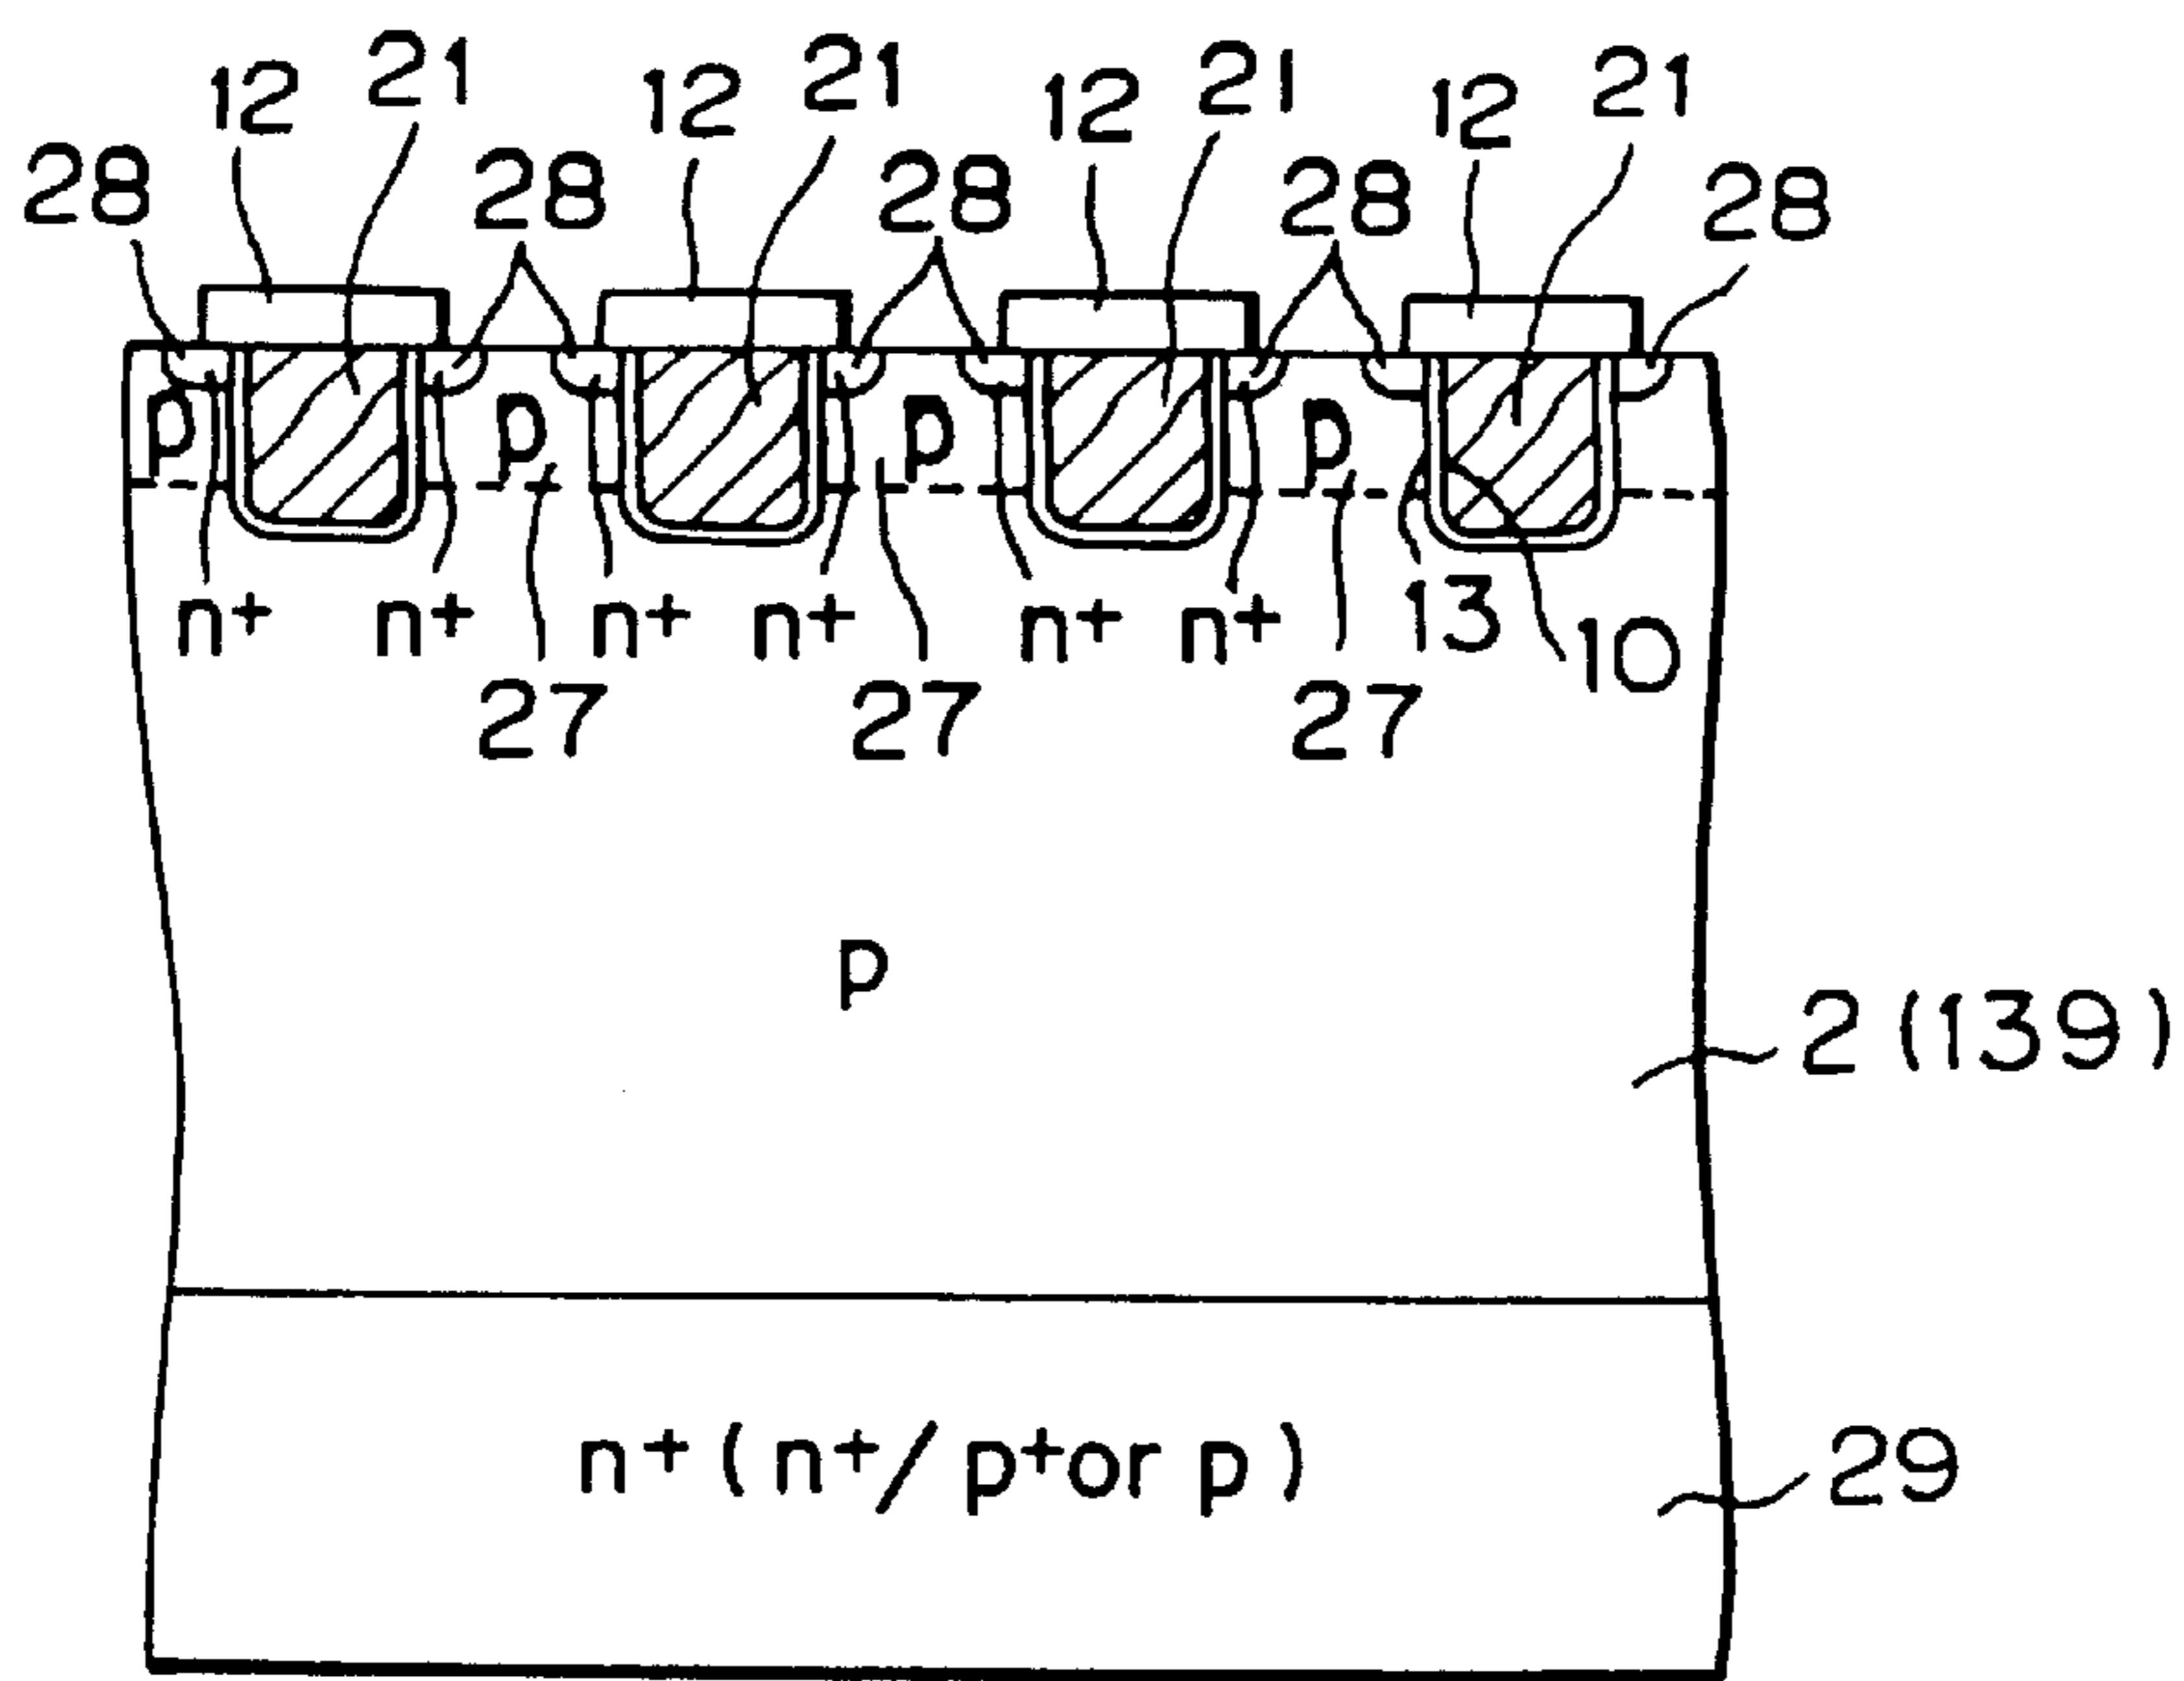 12 21 12 21 12 21 12 21
28 28 28 28 28
p p p p
n+ n+ n+ n+ n+ n+ 13 10
27 27 27
p
2 (139)
n+ (n+/p+or p)
29